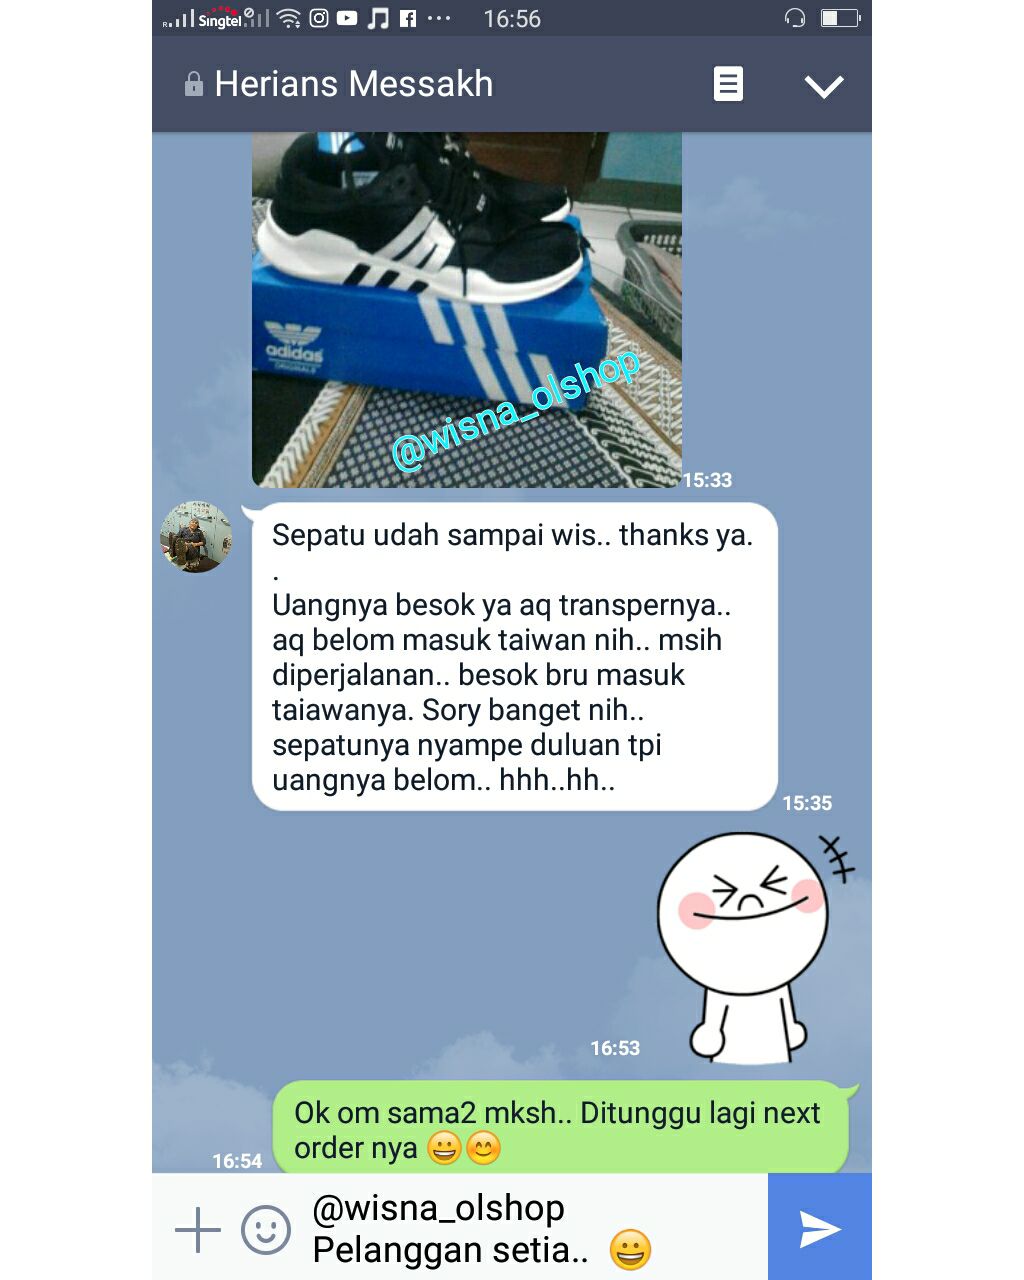 Singtel
16:56
Herians Messakh
adidas
ORIGINALS
@wisna_olshop
15:33
Sepatu udah sampai wis.. thanks ya.
.
Uangnya besok ya aq transpernya..
aq belom masuk taiwan nih.. msih
diperjalanan.. besok bru masuk
taiawanya. Sory banget nih..
sepatunya nyampe duluan tpi
uangnya belom.. hhh..hh..
15:35
16:53
Ok om sama2 mksh.. Ditunggu lagi next
order nya 😀😊
16:54
@wisna_olshop
Pelanggan setia.. 😀